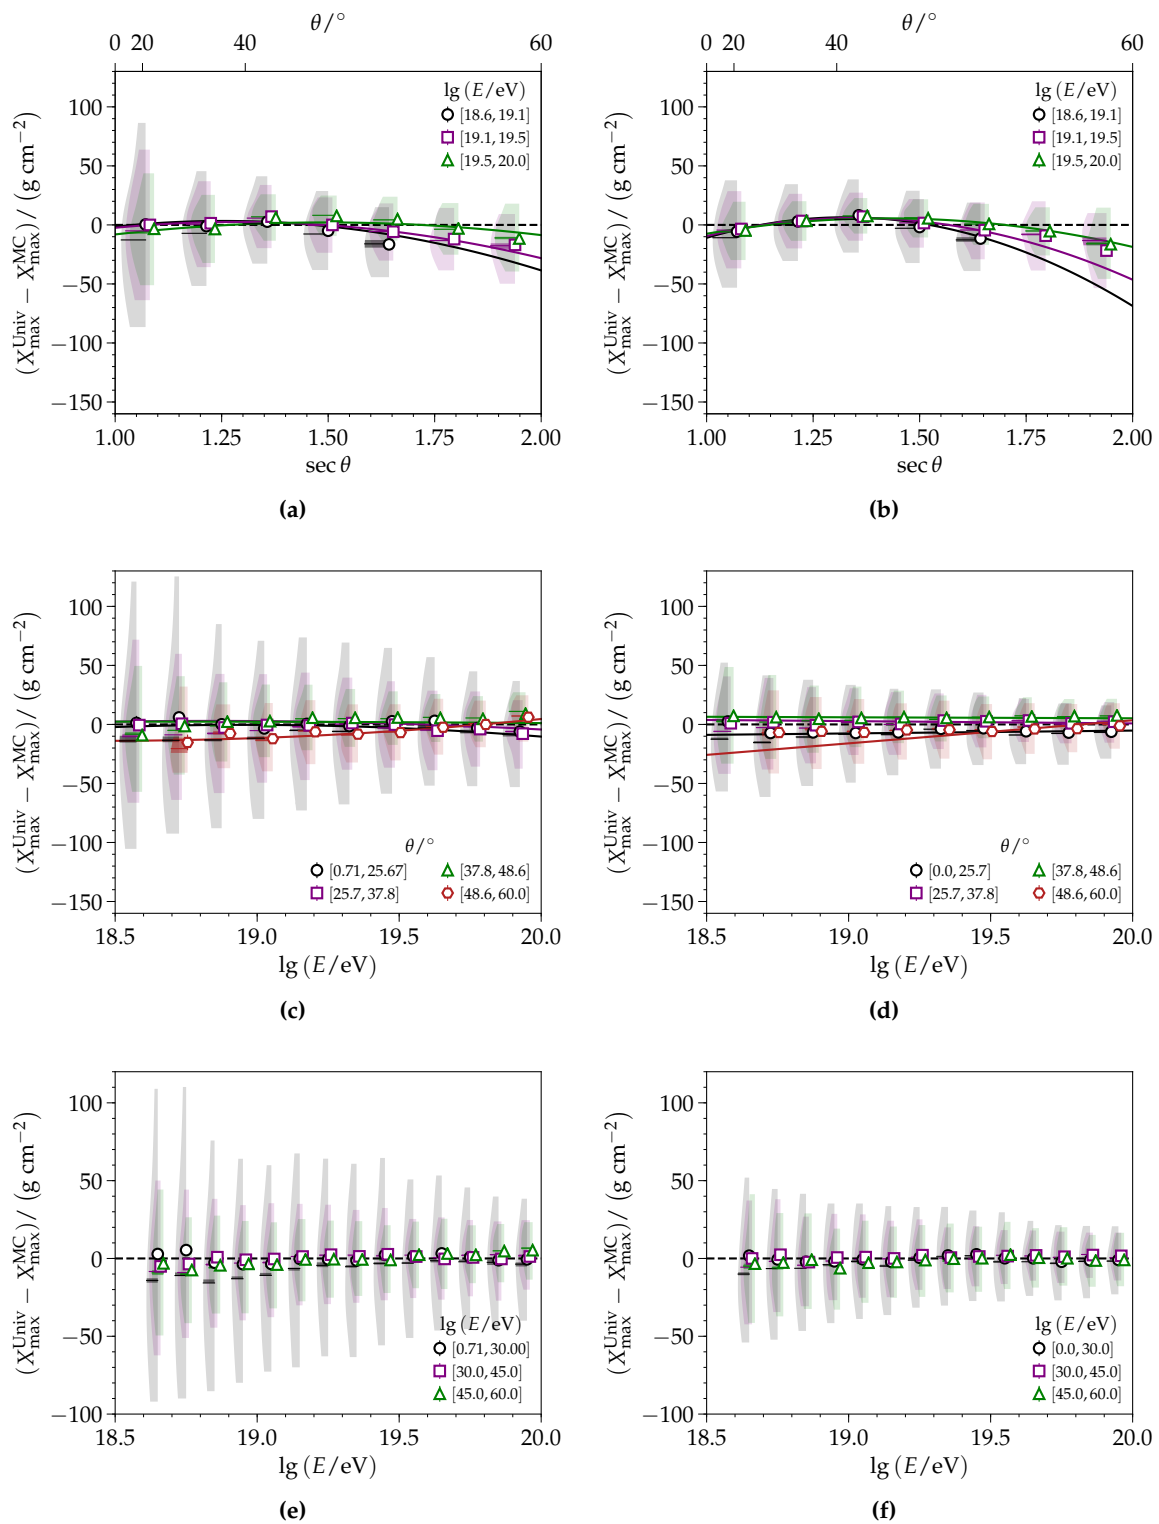 θ/°
0 20 40 60
lg (E/eV)
[18.6, 19.1]
[19.1, 19.5]
[19.5, 20.0]
100
50
0
−50
−100
−150
(X_max^Univ − X_max^MC) / (g cm⁻²)
1.00 1.25 1.50 1.75 2.00
sec θ
(a)
θ/°
0 20 40 60
lg (E/eV)
[18.6, 19.1]
[19.1, 19.5]
[19.5, 20.0]
100
50
0
−50
−100
−150
(X_max^Univ − X_max^MC) / (g cm⁻²)
1.00 1.25 1.50 1.75 2.00
sec θ
(b)
100
50
0
−50
−100
−150
(X_max^Univ − X_max^MC) / (g cm⁻²)
θ/°
[0.71, 25.67] [37.8, 48.6]
[25.7, 37.8] [48.6, 60.0]
18.5 19.0 19.5 20.0
lg (E/eV)
(c)
100
50
0
−50
−100
−150
(X_max^Univ − X_max^MC) / (g cm⁻²)
θ/°
[0.0, 25.7] [37.8, 48.6]
[25.7, 37.8] [48.6, 60.0]
18.5 19.0 19.5 20.0
lg (E/eV)
(d)
100
50
0
−50
−100
(X_max^Univ − X_max^MC) / (g cm⁻²)
lg (E/eV)
[0.71, 30.00]
[30.0, 45.0]
[45.0, 60.0]
18.5 19.0 19.5 20.0
lg (E/eV)
(e)
100
50
0
−50
−100
(X_max^Univ − X_max^MC) / (g cm⁻²)
lg (E/eV)
[0.0, 30.0]
[30.0, 45.0]
[45.0, 60.0]
18.5 19.0 19.5 20.0
lg (E/eV)
(f)